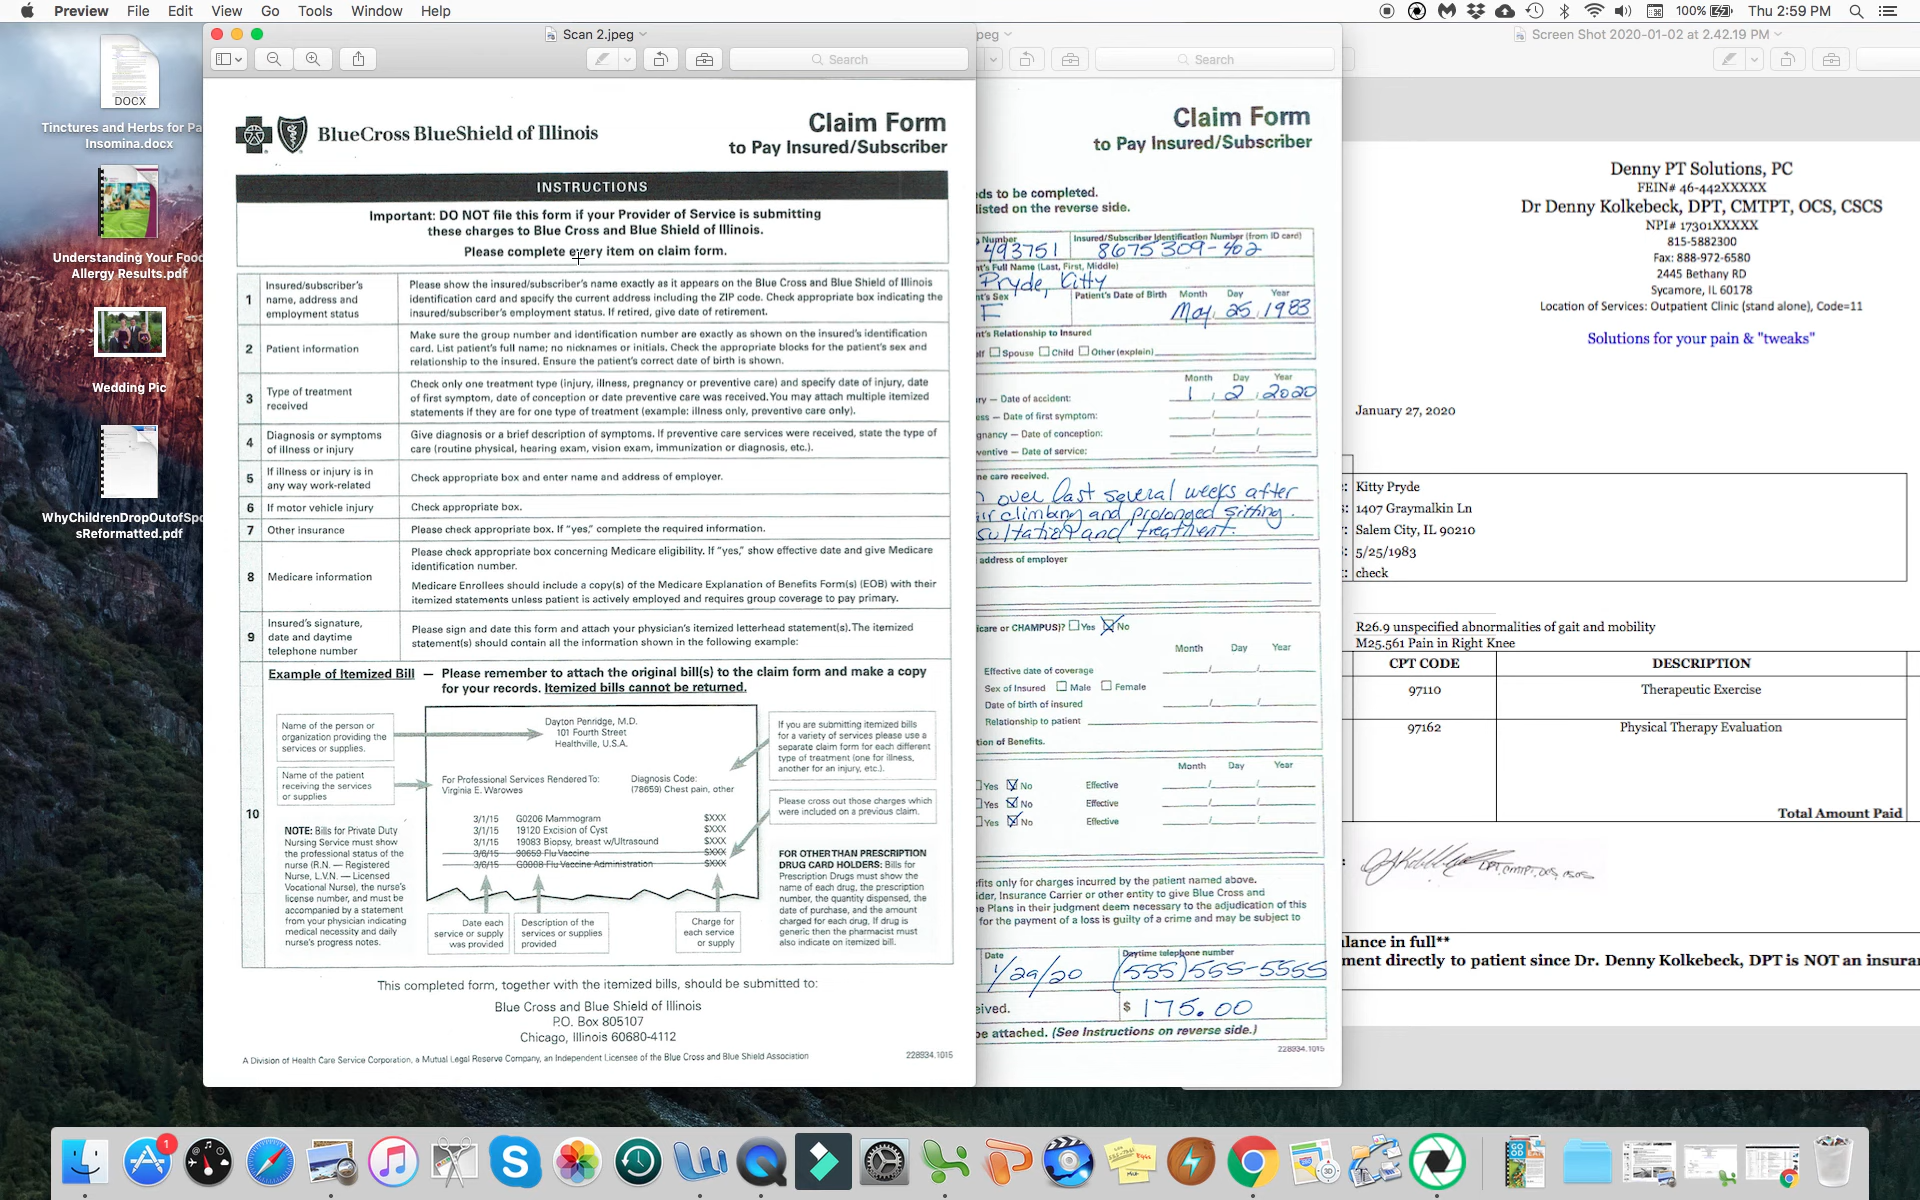 Preview File Edit View Go Tools Window Help
100% Thu 2:59 PM
DOCX
Tinctures and Herbs for Pa
Insomina.docx
Understanding Your Food
Allergy Results.pdf
Wedding Pic
WhyChildrenDropOutofSpo
sReformatted.pdf
Scan 2.jpeg
Search
BlueCross BlueShield of Illinois
Claim Form
to Pay Insured/Subscriber
INSTRUCTIONS
Important: DO NOT file this form if your Provider of Service is submitting
these charges to Blue Cross and Blue Shield of Illinois.
Please complete every item on claim form.
1 Insured/subscriber's
name, address and
employment status
Please show the insured/subscriber's name exactly as it appears on the Blue Cross and Blue Shield of Illinois
identification card and specify the current address including the ZIP code. Check appropriate box indicating the
insured/subscriber's employment status. If retired, give date of retirement.
2 Patient information
Make sure the group number and identification number are exactly as shown on the insured's identification
card. List patient's full name; no nicknames or initials. Check the appropriate blocks for the patient's sex and
relationship to the insured. Ensure the patient's correct date of birth is shown.
3 Type of treatment
received
Check only one treatment type (injury, illness, pregnancy or preventive care) and specify date of injury, date
of first symptom, date of conception or date preventive care was received. You may attach multiple itemized
statements if they are for one type of treatment (example: illness only, preventive care only).
4 Diagnosis or symptoms
of illness or injury
Give diagnosis or a brief description of symptoms. If preventive care services were received, state the type of
care (routine physical, hearing exam, vision exam, immunization or diagnosis, etc.).
5 If illness or injury is in
any way work-related
Check appropriate box and enter name and address of employer.
6 If motor vehicle injury
Check appropriate box.
7 Other insurance
Please check appropriate box. If "yes," complete the required information.
8 Medicare information
Please check appropriate box concerning Medicare eligibility. If "yes," show effective date and give Medicare
identification number.
Medicare Enrollees should include a copy(s) of the Medicare Explanation of Benefits Form(s) (EOB) with their
itemized statements unless patient is actively employed and requires group coverage to pay primary.
9 Insured's signature,
date and daytime
telephone number
Please sign and date this form and attach your physician's itemized letterhead statement(s). The itemized
statement(s) should contain all the information shown in the following example:
10
Example of Itemized Bill — Please remember to attach the original bill(s) to the claim form and make a copy
for your records. Itemized bills cannot be returned.
Name of the person or
organization providing the
services or supplies.
Name of the patient
receiving the services
or supplies
NOTE: Bills for Private Duty
Nursing Service must show
the professional status of the
nurse (R.N. — Registered
Nurse, L.V.N. — Licensed
Vocational Nurse), the nurse's
license number, and must be
accompanied by a statement
from your physician indicating
medical necessity and daily
nurse's progress notes.
Dayton Penridge, M.D.
101 Fourth Street
Healthville, U.S.A.
For Professional Services Rendered To:
Virginia E. Warowes
Diagnosis Code:
(78659) Chest pain, other
3/1/15 G0206 Mammogram $XXX
3/1/15 19120 Excision of Cyst $XXX
3/1/15 19083 Biopsy, breast w/Ultrasound $XXX
3/6/15 90659 Flu Vaccine $XXX
3/6/15 G0008 Flu Vaccine Administration $XXX
Date each
service or supply
was provided
Description of the
services or supplies
provided
Charge for
each service
or supply
If you are submitting itemized bills
for a variety of services please use a
separate claim form for each different
type of treatment (one for illness,
another for an injury, etc.).
Please cross out those charges which
were included on a previous claim.
FOR OTHER THAN PRESCRIPTION
DRUG CARD HOLDERS: Bills for
Prescription Drugs must show the
name of each drug, the prescription
number, the quantity dispensed, the
date of purchase, and the amount
charged for each drug. If drug is
generic then the pharmacist must
also indicate on itemized bill.
This completed form, together with the itemized bills, should be submitted to:
Blue Cross and Blue Shield of Illinois
P.O. Box 805107
Chicago, Illinois 60680-4112
A Division of Health Care Service Corporation, a Mutual Legal Reserve Company, an Independent Licensee of the Blue Cross and Blue Shield Association
228934.1015
peg
Search
Claim Form
to Pay Insured/Subscriber
ds to be completed.
listed on the reverse side.
Number
493751
Insured/Subscriber Identification Number (from ID card)
8675309-402
t's Full Name (Last, First, Middle)
Pryde, Kitty
t's Sex
F
Patient's Date of Birth Month Day Year
May 25 1983
t's Relationship to Insured
lf Spouse Child Other (explain)
Month Day Year
ry — Date of accident: 1 2 2020
ess — Date of first symptom:
gnancy — Date of conception:
ventive — Date of service:
e care received.
over last several weeks after
climbing and prolonged sitting.
sultation and treatment.
address of employer
icare or CHAMPUS)? Yes No
Month Day Year
Effective date of coverage
Sex of Insured Male Female
Date of birth of insured
Relationship to patient
tion of Benefits.
Month Day Year
Yes No Effective
Yes No Effective
Yes No Effective
fits only for charges incurred by the patient named above.
ider, Insurance Carrier or other entity to give Blue Cross and
e Plans in their judgment deem necessary to the adjudication of this
for the payment of a loss is guilty of a crime and may be subject to
Date
1/29/20
Daytime telephone number
(555)565-5555
eived. $ 175.00
be attached. (See Instructions on reverse side.)
228934.1015
Screen Shot 2020-01-02 at 2.42.19 PM
Denny PT Solutions, PC
FEIN# 46-442XXXXX
Dr Denny Kolkebeck, DPT, CMTPT, OCS, CSCS
NPI# 17301XXXXX
815-5882300
Fax: 888-972-6580
2445 Bethany RD
Sycamore, IL 60178
Location of Services: Outpatient Clinic (stand alone), Code=11
Solutions for your pain & "tweaks"
January 27, 2020
Kitty Pryde
1407 Graymalkin Ln
Salem City, IL 90210
5/25/1983
check
R26.9 unspecified abnormalities of gait and mobility
M25.561 Pain in Right Knee
CPT CODE DESCRIPTION
97110 Therapeutic Exercise
97162 Physical Therapy Evaluation
Total Amount Paid
DPT, CMTPT, OCS, CSCS
lance in full**
ment directly to patient since Dr. Denny Kolkebeck, DPT is NOT an insuran
1